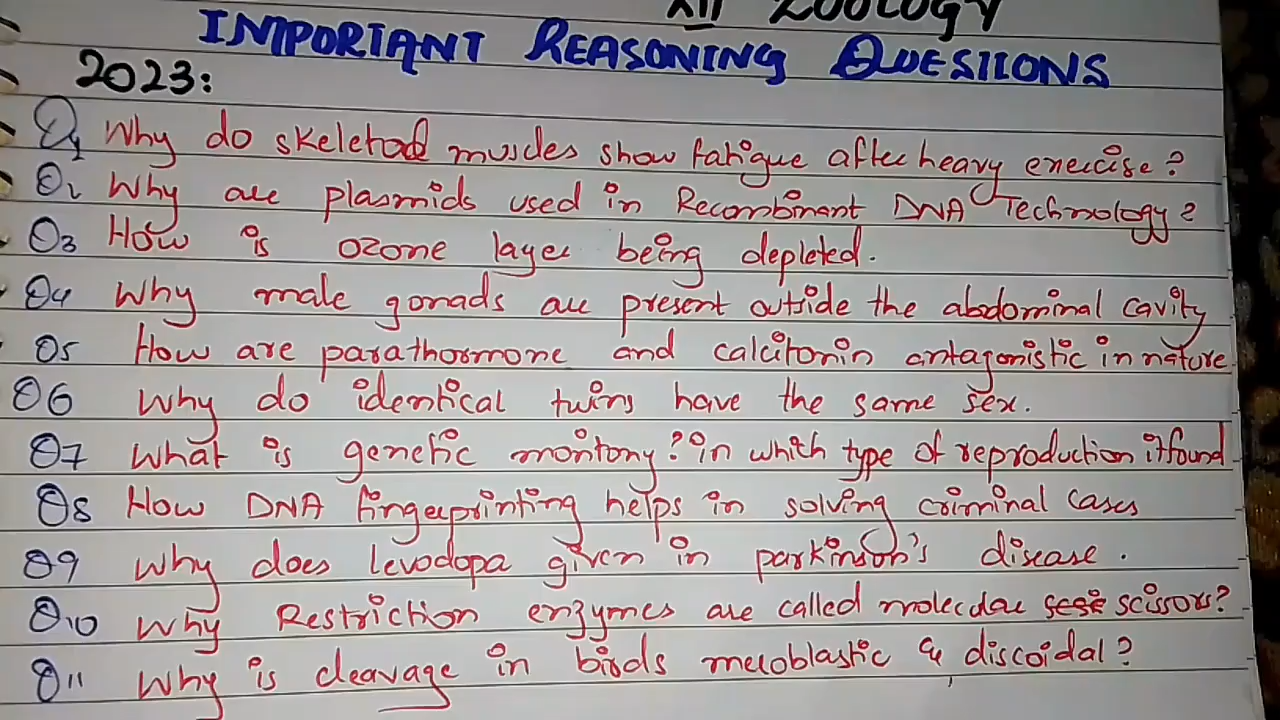 XII ZOOLOGY
IMPORTANT REASONING QUESTIONS
2023:
Q1 Why do skeletal muscles show fatigue after heavy exercise?
Q2 Why are plasmids used in Recombinant DNA Technology?
Q3 How is ozone layer being depleted.
Q4 Why male gonads are present outside the abdominal cavity
Q5 How are parathormone and calcitonin antagonistic in nature
Q6 Why do identical twins have the same sex.
Q7 What is genetic montony? in which type of reproduction it found
Q8 How DNA fingerprinting helps in solving criminal cases
Q9 Why does levodopa given in parkinson's disease.
Q10 Why Restriction enzymes are called molecular scissors?
Q11 Why is cleavage in birds meloblastic & discoidal?